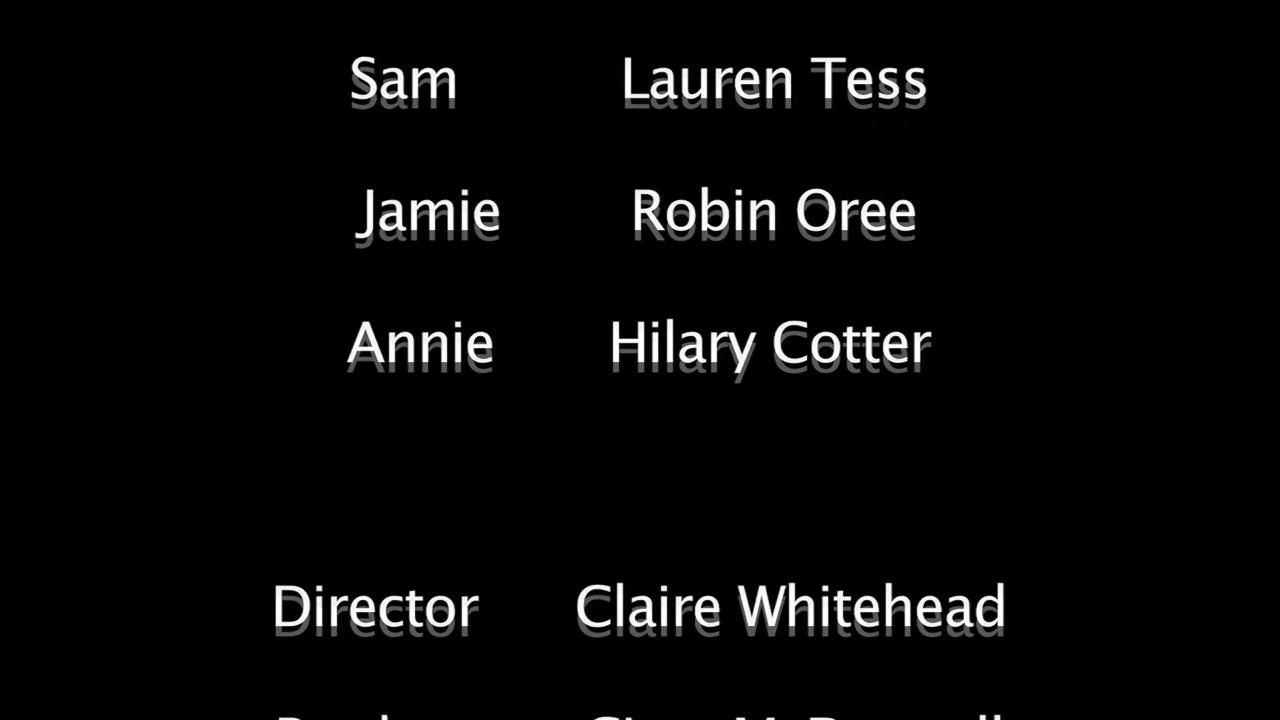 Sam Lauren Tess
Jamie Robin Oree
Annie Hilary Cotter
Director Claire Whitehead